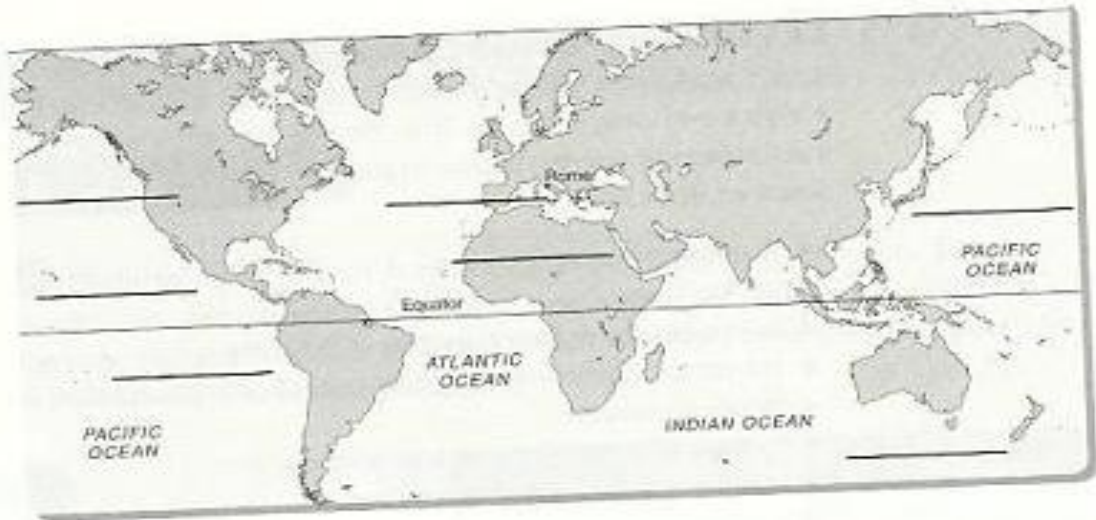 Rome
PACIFIC
OCEAN
Equator
ATLANTIC
OCEAN
INDIAN OCEAN
PACIFIC
OCEAN